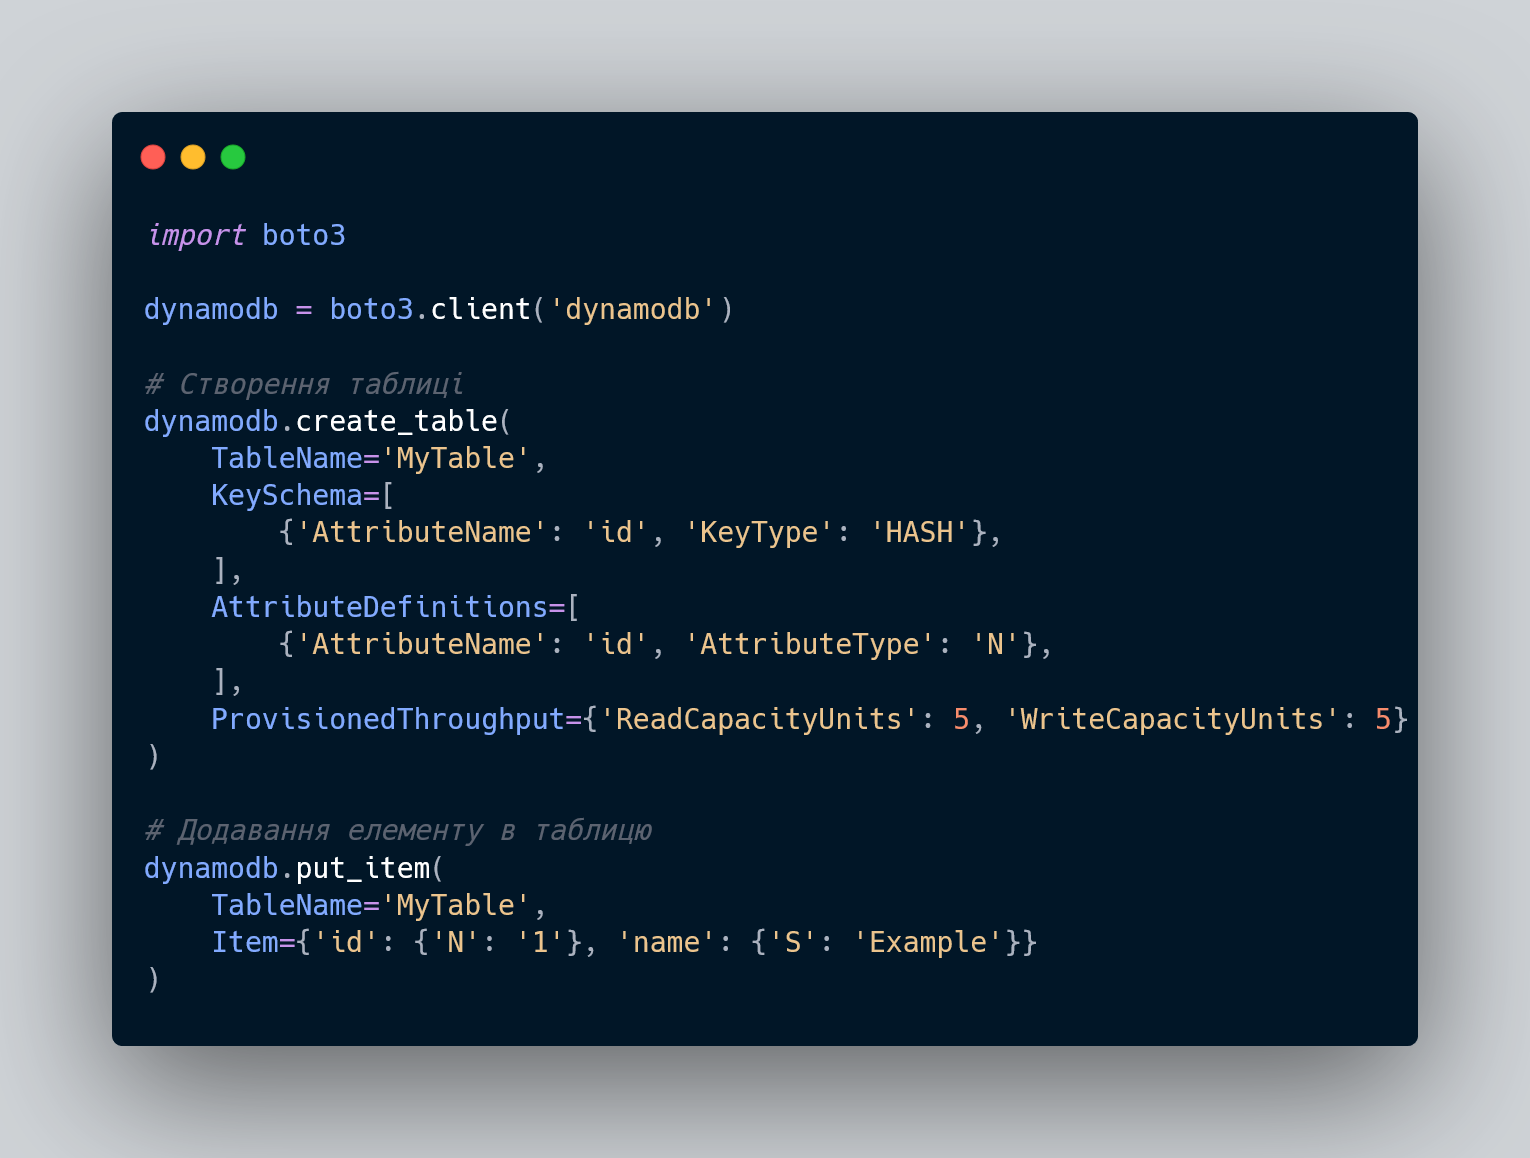 import boto3

dynamodb = boto3.client('dynamodb')

# Створення таблиці
dynamodb.create_table(
    TableName='MyTable',
    KeySchema=[
        {'AttributeName': 'id', 'KeyType': 'HASH'},
    ],
    AttributeDefinitions=[
        {'AttributeName': 'id', 'AttributeType': 'N'},
    ],
    ProvisionedThroughput={'ReadCapacityUnits': 5, 'WriteCapacityUnits': 5}
)

# Додавання елементу в таблицю
dynamodb.put_item(
    TableName='MyTable',
    Item={'id': {'N': '1'}, 'name': {'S': 'Example'}}
)